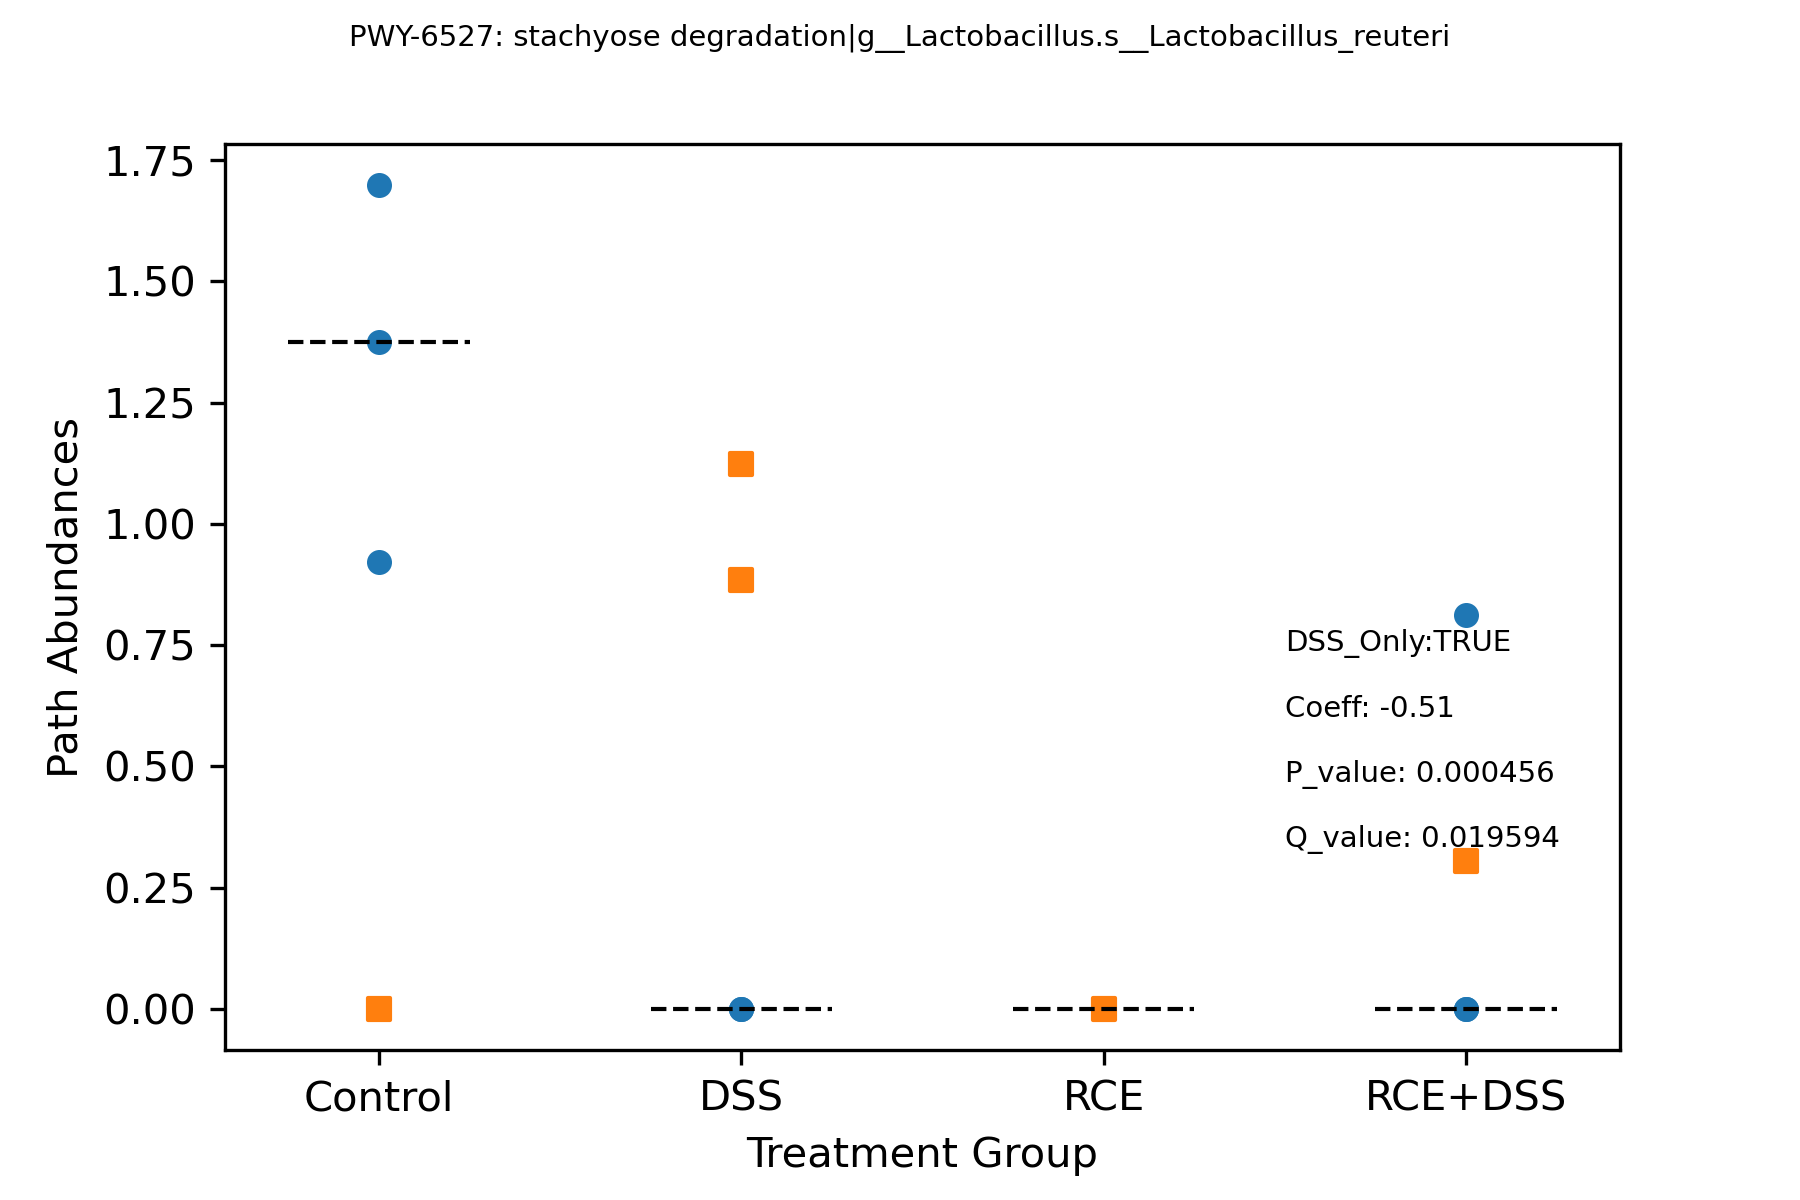 PWY-6527: stachyose degradation|g__Lactobacillus.s__Lactobacillus_reuteri
1.75
1.50
1.25
1.00
0.75
0.50
0.25
0.00
Path Abundances
DSS_Only:TRUE
Coeff: -0.51
P_value: 0.000456
Q_value: 0.019594
Control DSS RCE RCE+DSS
Treatment Group